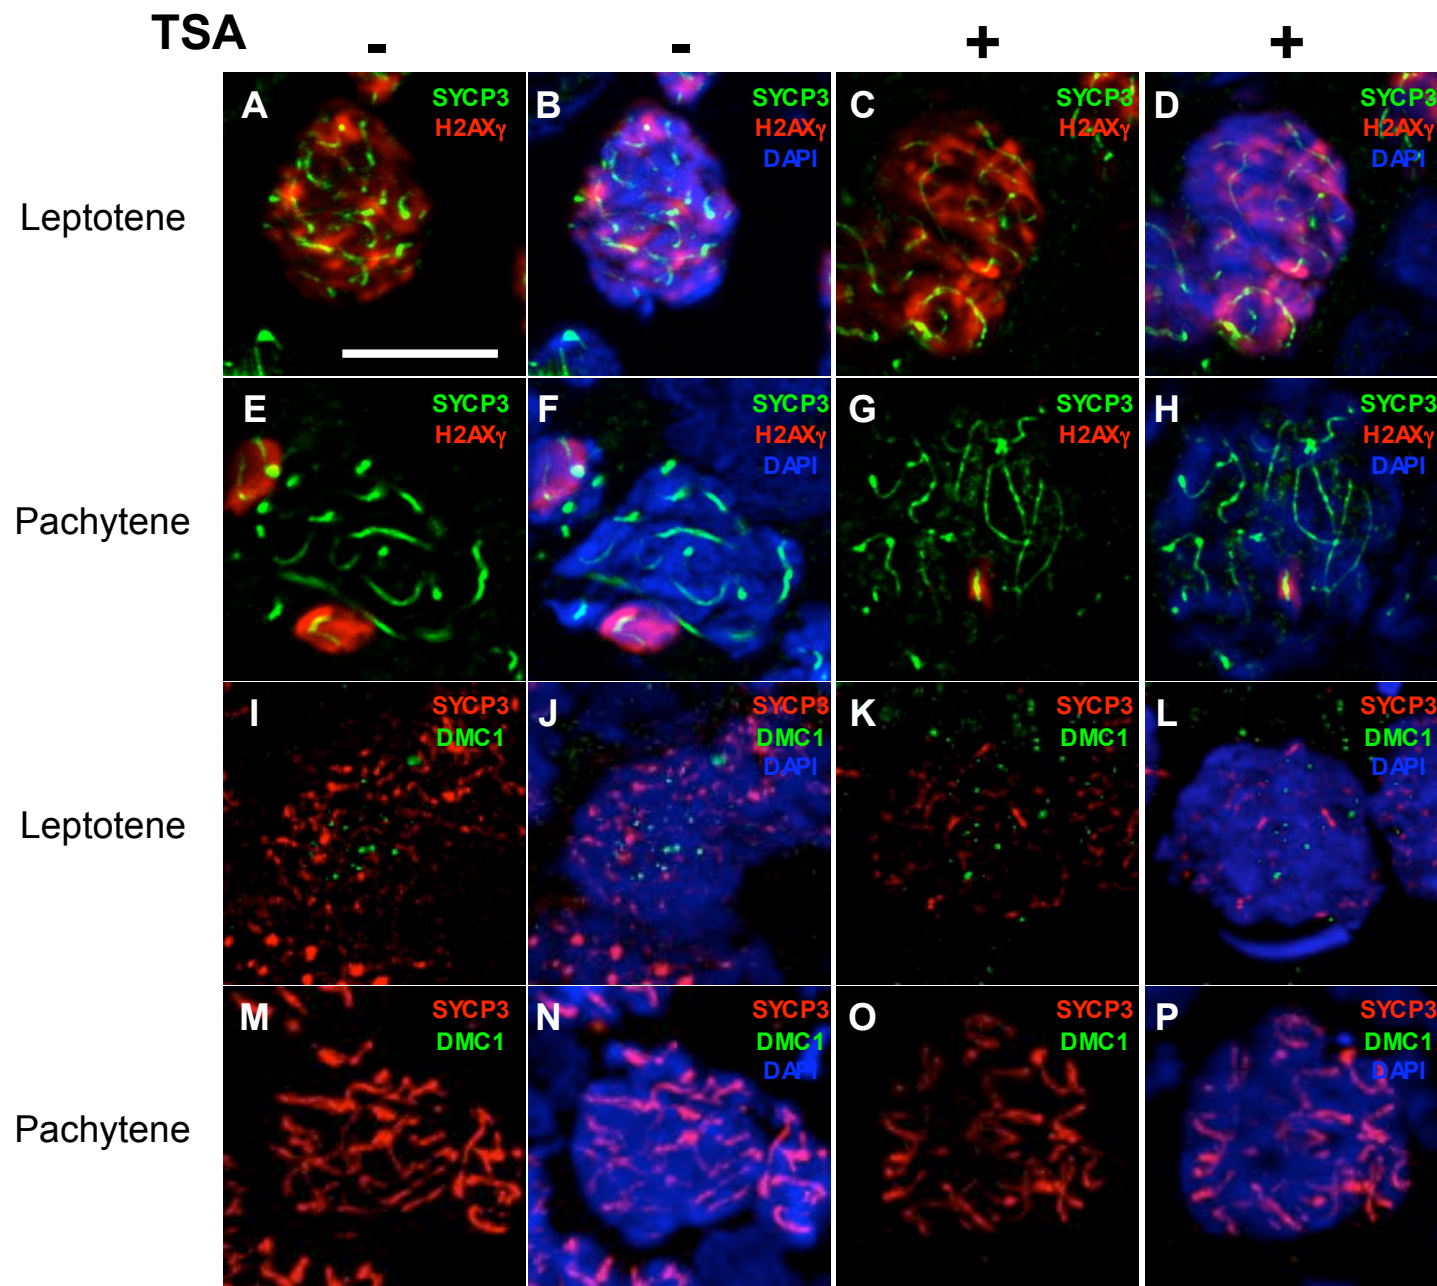 TSA - - + +
A SYCP3 B SYCP3 C SYCP3 D SYCP3
H2AXγ H2AXγ H2AXγ H2AXγ
DAPI DAPI
Leptotene
E SYCP3 F SYCP3 G SYCP3 H SYCP3
H2AXγ H2AXγ H2AXγ H2AXγ
DAPI DAPI
Pachytene
I SYCP3 J SYCP3 K SYCP3 L SYCP3
DMC1 DMC1 DMC1 DMC1
DAPI DAPI
Leptotene
M SYCP3 N SYCP3 O SYCP3 P SYCP3
DMC1 DMC1 DMC1 DMC1
DAPI DAPI
Pachytene